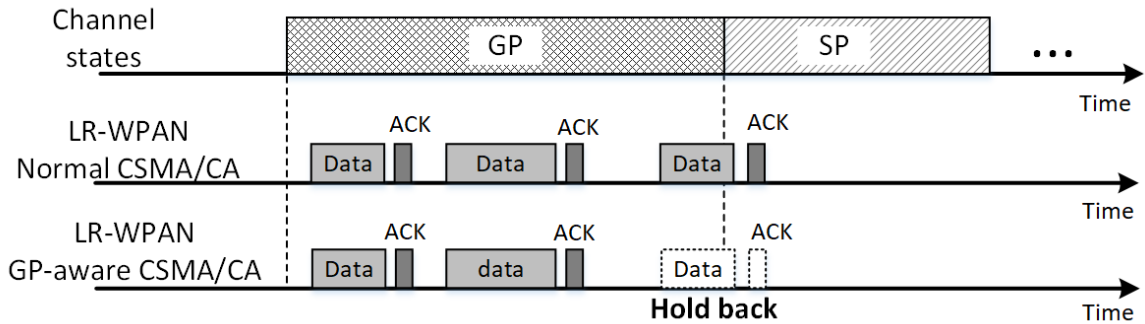 Channel states
GP
SP
...
Time
LR-WPAN
Normal CSMA/CA
Data
ACK
Data
ACK
Data
ACK
Time
LR-WPAN
GP-aware CSMA/CA
Data
ACK
data
ACK
Data
ACK
Hold back
Time